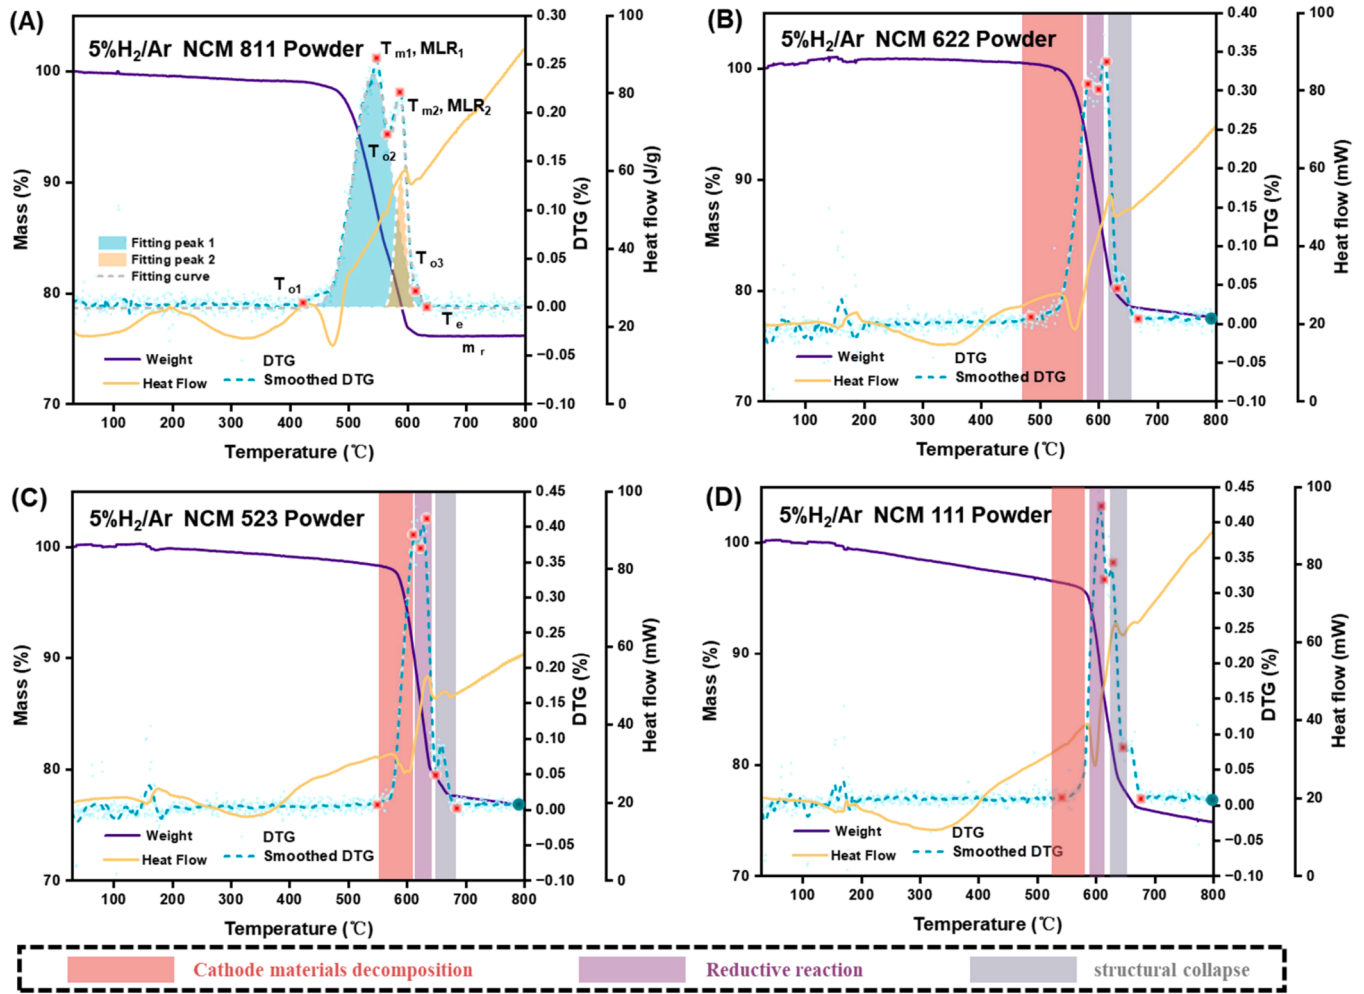 (A)
5%H2/Ar NCM 811 Powder
Tm1, MLR1
Tm2, MLR2
To2
To1
To3
Te
mr
Fitting peak 1
Fitting peak 2
Fitting curve
Weight
DTG
Heat Flow
Smoothed DTG
100
90
80
70
Mass (%)
100 200 300 400 500 600 700 800
Temperature (℃)
0.30
0.25
0.20
0.15
0.10
0.05
0.00
−0.05
−0.10
DTG (%)
100
80
60
40
20
0
Heat flow (J/g)
(B)
5%H2/Ar NCM 622 Powder
Weight
DTG
Heat Flow
Smoothed DTG
100
90
80
70
Mass (%)
100 200 300 400 500 600 700 800
Temperature (℃)
0.40
0.35
0.30
0.25
0.20
0.15
0.10
0.05
0.00
−0.05
−0.10
DTG (%)
100
80
60
40
20
0
Heat flow (mW)
(C)
5%H2/Ar NCM 523 Powder
Weight
DTG
Heat Flow
Smoothed DTG
100
90
80
70
Mass (%)
100 200 300 400 500 600 700 800
Temperature (℃)
0.45
0.40
0.35
0.30
0.25
0.20
0.15
0.10
0.05
0.00
−0.05
−0.10
DTG (%)
100
80
60
40
20
0
Heat flow (mW)
(D)
5%H2/Ar NCM 111 Powder
Weight
DTG
Heat Flow
Smoothed DTG
100
90
80
70
Mass (%)
100 200 300 400 500 600 700 800
Temperature (℃)
0.45
0.40
0.35
0.30
0.25
0.20
0.15
0.10
0.05
0.00
−0.05
−0.10
DTG (%)
100
80
60
40
20
0
Heat flow (mW)
Cathode materials decomposition
Reductive reaction
structural collapse